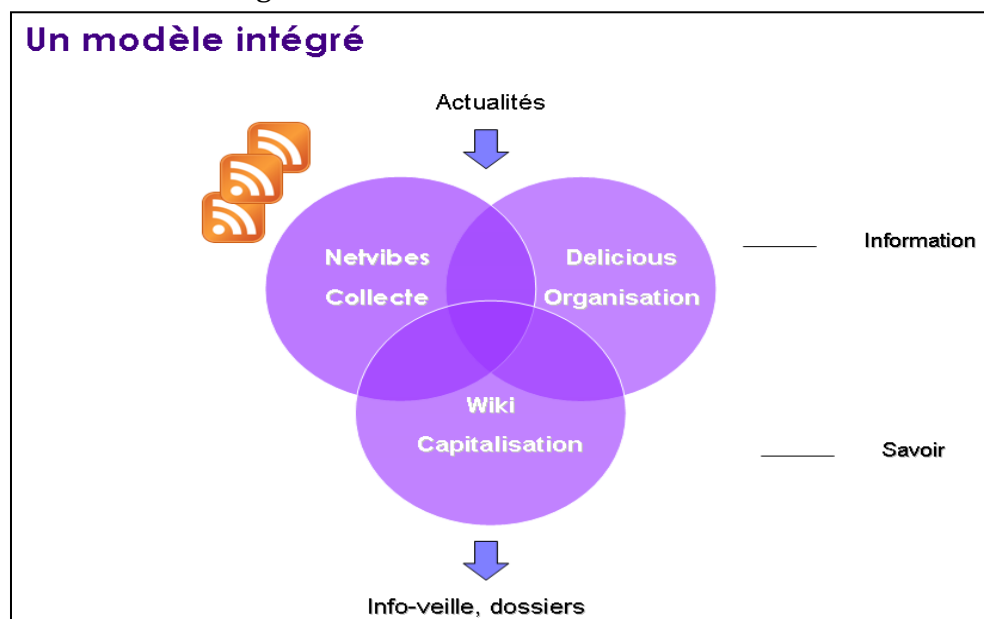 Un modèle intégré
Actualités
Netvibes
Collecte
Delicious
Organisation
Information
Wiki
Capitalisation
Savoir
Info-veille, dossiers